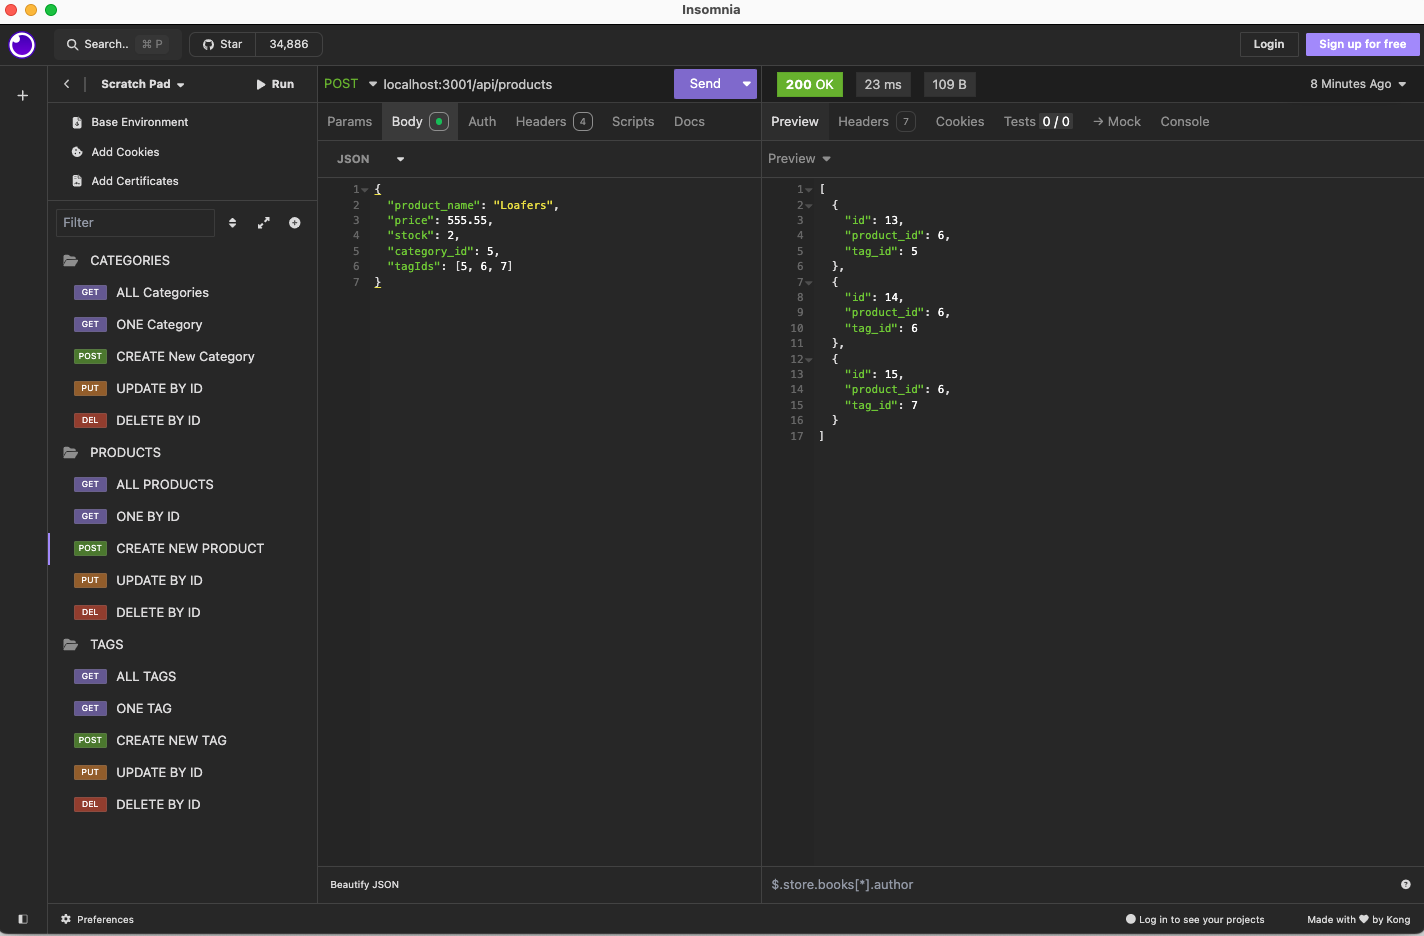 Insomnia
Search.. ⌘ P
Star 34,886
Login
Sign up for free
Scratch Pad
Run
Base Environment
Add Cookies
Add Certificates
Filter
CATEGORIES
GET ALL Categories
GET ONE Category
POST CREATE New Category
PUT UPDATE BY ID
DEL DELETE BY ID
PRODUCTS
GET ALL PRODUCTS
GET ONE BY ID
POST CREATE NEW PRODUCT
PUT UPDATE BY ID
DEL DELETE BY ID
TAGS
GET ALL TAGS
GET ONE TAG
POST CREATE NEW TAG
PUT UPDATE BY ID
DEL DELETE BY ID
POST localhost:3001/api/products Send
Params Body Auth Headers 4 Scripts Docs
JSON
1 {
2 "product_name": "Loafers",
3 "price": 555.55,
4 "stock": 2,
5 "category_id": 5,
6 "tagIds": [5, 6, 7]
7 }
Beautify JSON
200 OK 23 ms 109 B 8 Minutes Ago
Preview Headers 7 Cookies Tests 0 / 0 → Mock Console
Preview
1 [
2 {
3 "id": 13,
4 "product_id": 6,
5 "tag_id": 5
6 },
7 {
8 "id": 14,
9 "product_id": 6,
10 "tag_id": 6
11 },
12 {
13 "id": 15,
14 "product_id": 6,
15 "tag_id": 7
16 }
17 ]
$.store.books[*].author
Preferences
Log in to see your projects
Made with ♥ by Kong